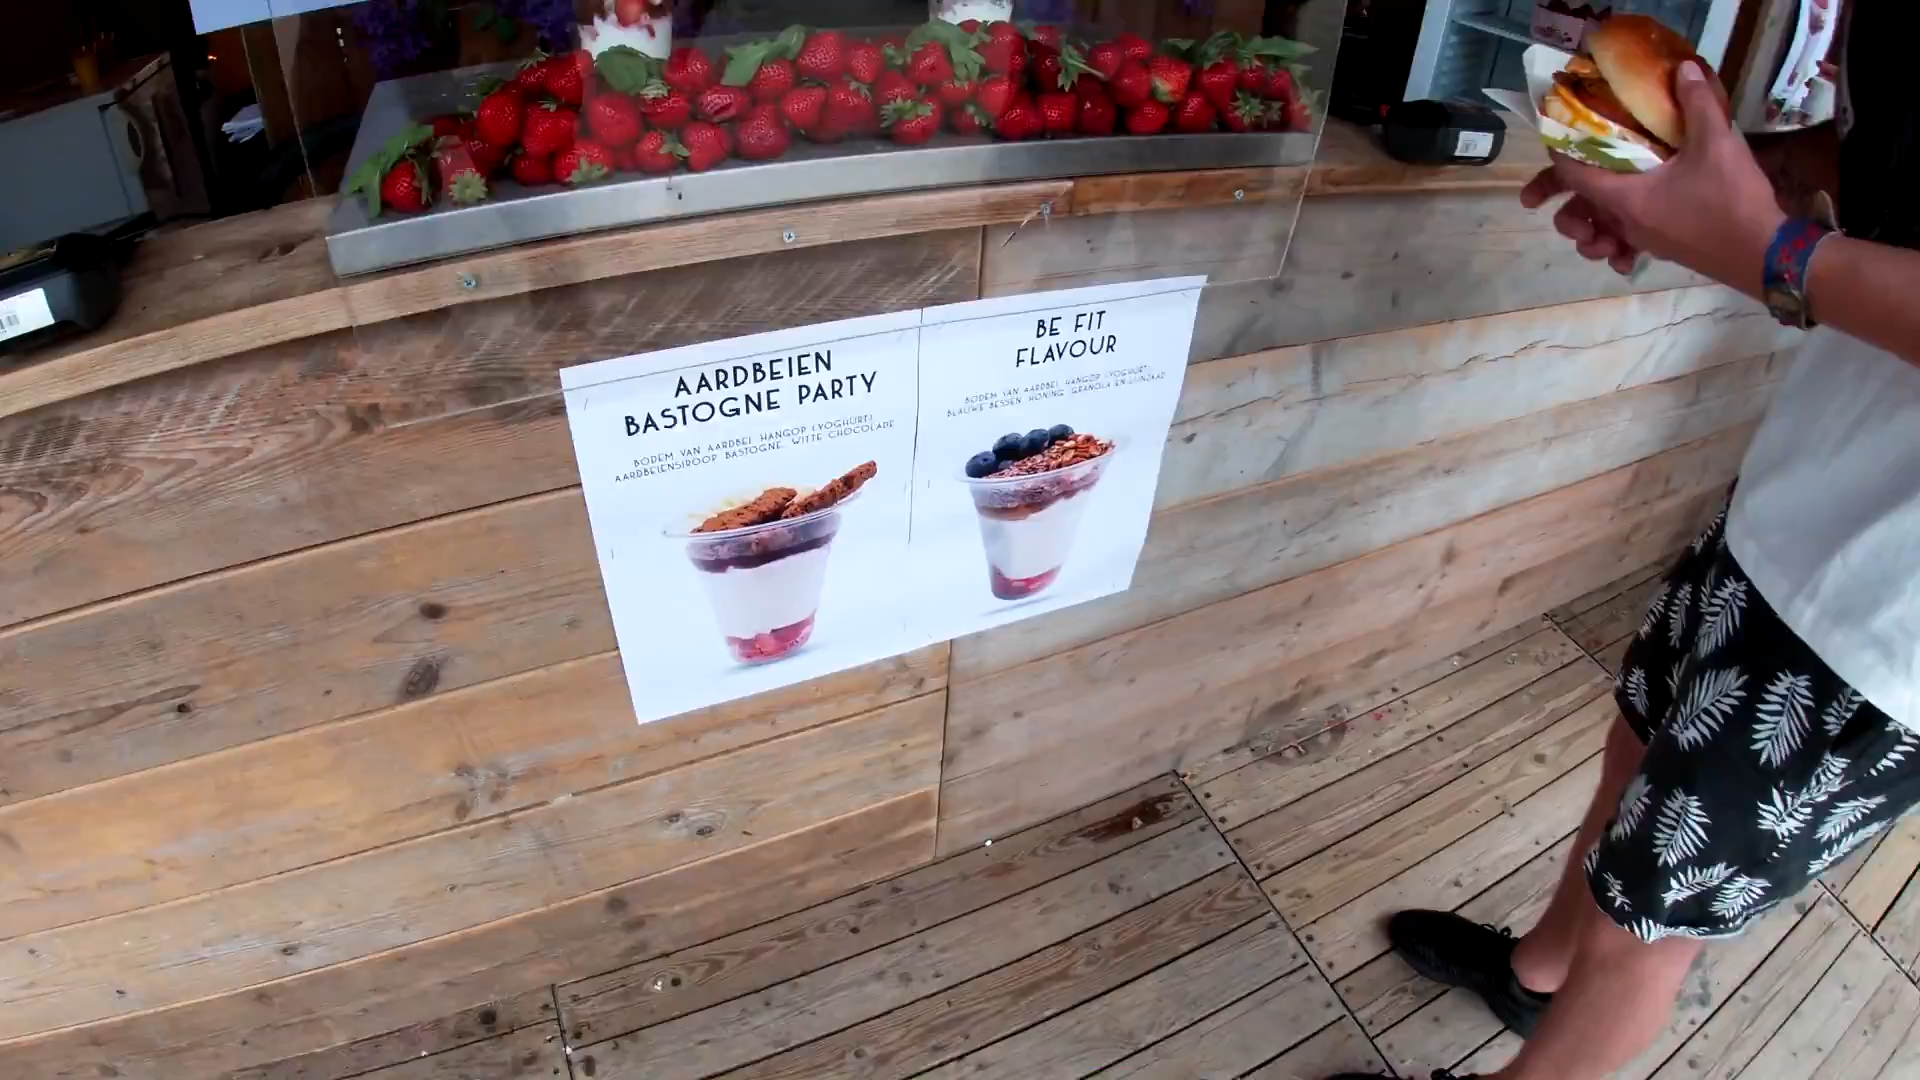 AARDBEIEN
BASTOGNE PARTY
BODEM VAN AARDBEI, HANGOP (YOGHURT),
AARDBEIENSIROOP, BASTOGNE, WITTE CHOCOLADE
BE FIT
FLAVOUR
BODEM VAN AARDBEI, HANGOP (YOGHURT),
BLAUWE BESSEN, HONING, GRANOLA EN LIJNZAAD